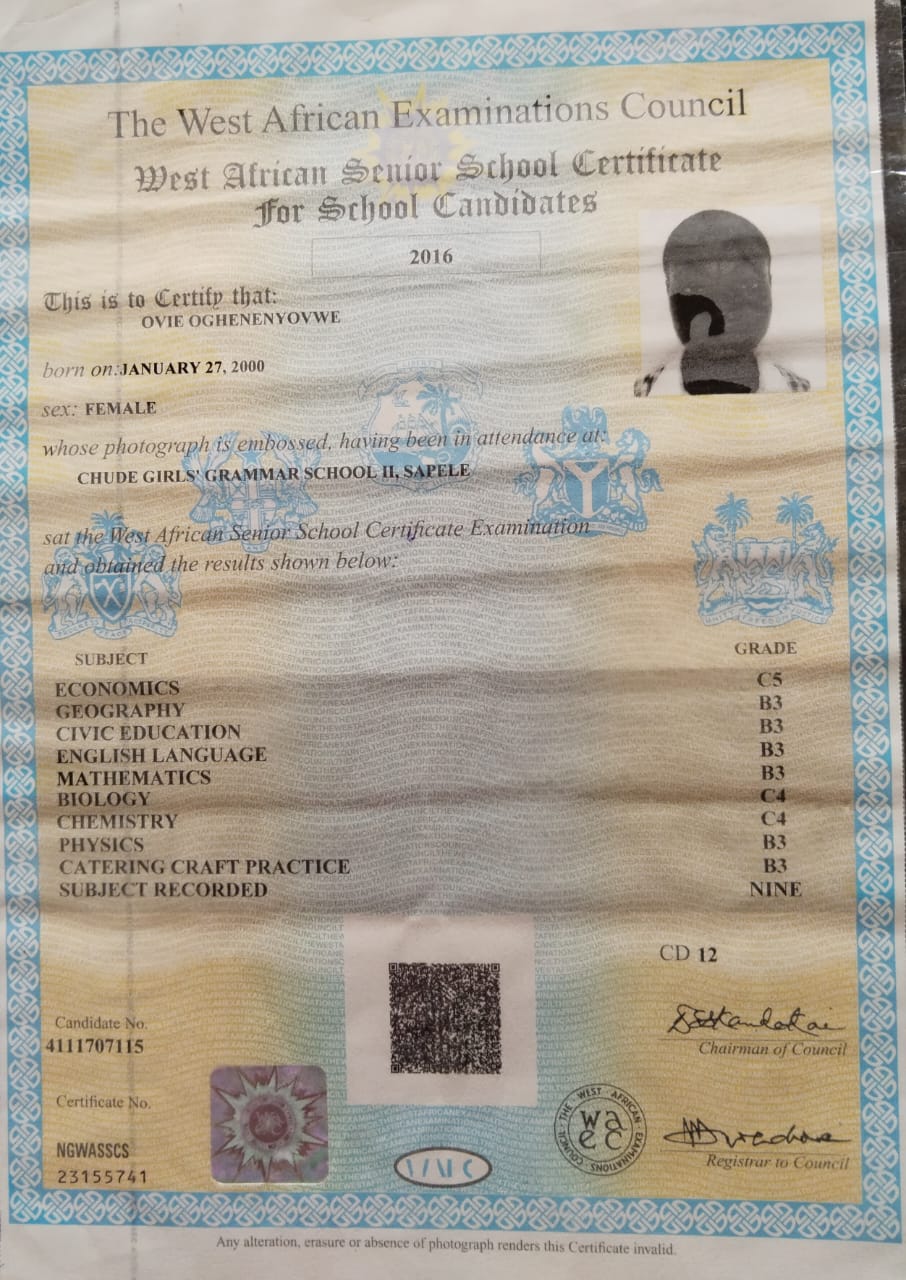 The West African Examinations Council
West African Senior School Certificate
For School Candidates
2016
This is to Certify that:
OVIE OGHENENYOVWE
born on: JANUARY 27, 2000
sex: FEMALE
whose photograph is embossed, having been in attendance at:
CHUDE GIRLS' GRAMMAR SCHOOL II, SAPELE
sat the West African Senior School Certificate Examination
and obtained the results shown below:
SUBJECT GRADE
ECONOMICS C5
GEOGRAPHY B3
CIVIC EDUCATION B3
ENGLISH LANGUAGE B3
MATHEMATICS B3
BIOLOGY C4
CHEMISTRY C4
PHYSICS B3
CATERING CRAFT PRACTICE B3
SUBJECT RECORDED NINE
CD 12
Candidate No.
4111707115
Chairman of Council
Certificate No.
NGWASSCS
23155741
THE WEST AFRICAN EXAMINATIONS COUNCIL
wa
ec
Registrar to Council
Any alteration, erasure or absence of photograph renders this Certificate invalid.